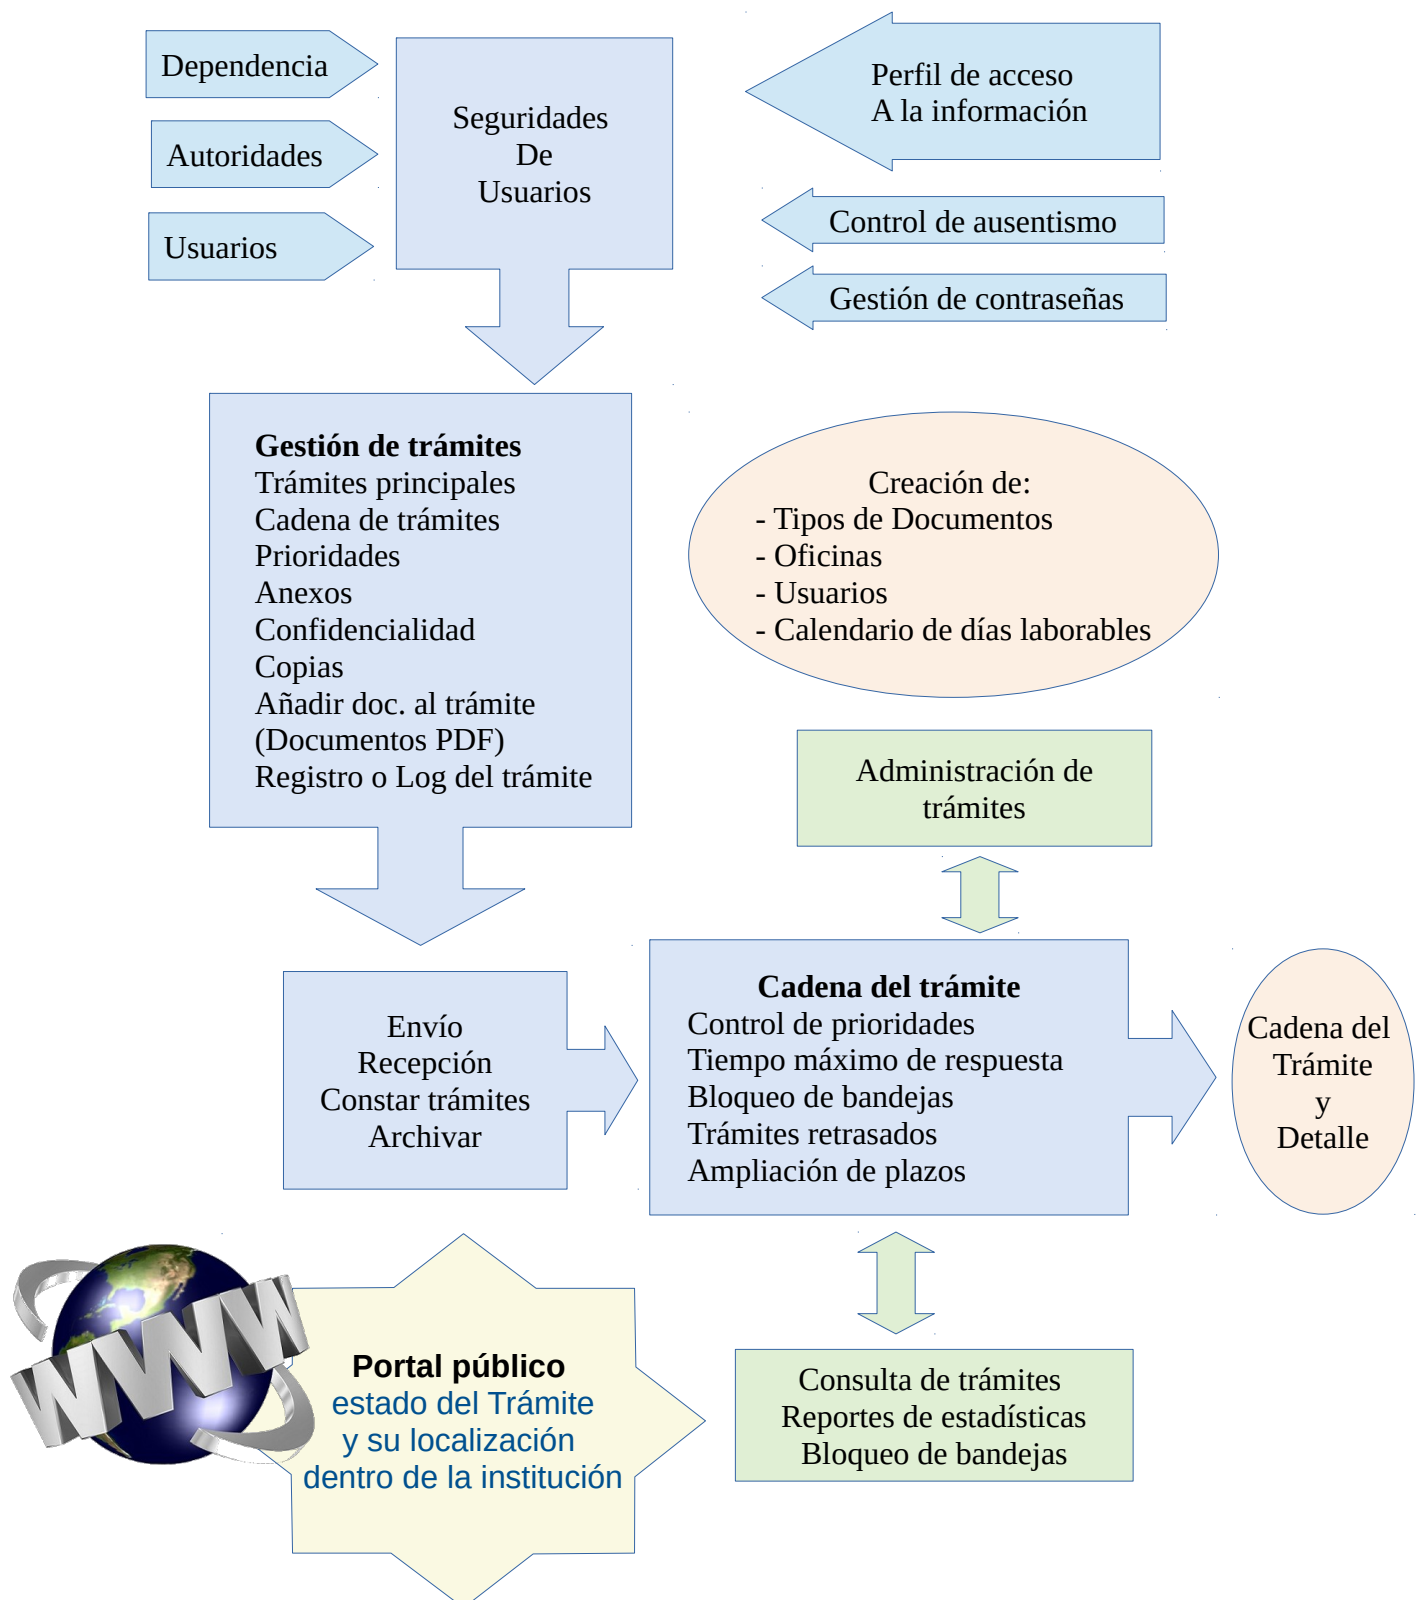 Dependencia
Autoridades
Usuarios
Seguridades
De
Usuarios
Perfil de acceso
A la información
Control de ausentismo
Gestión de contraseñas
Gestión de trámites
Trámites principales
Cadena de trámites
Prioridades
Anexos
Confidencialidad
Copias
Añadir doc. al trámite
(Documentos PDF)
Registro o Log del trámite
Creación de:
- Tipos de Documentos
- Oficinas
- Usuarios
- Calendario de días laborables
Administración de
trámites
Envío
Recepción
Constar trámites
Archivar
Cadena del trámite
Control de prioridades
Tiempo máximo de respuesta
Bloqueo de bandejas
Trámites retrasados
Ampliación de plazos
Cadena del
Trámite
y
Detalle
WWW
Portal público
estado del Trámite
y su localización
dentro de la institución
Consulta de trámites
Reportes de estadísticas
Bloqueo de bandejas